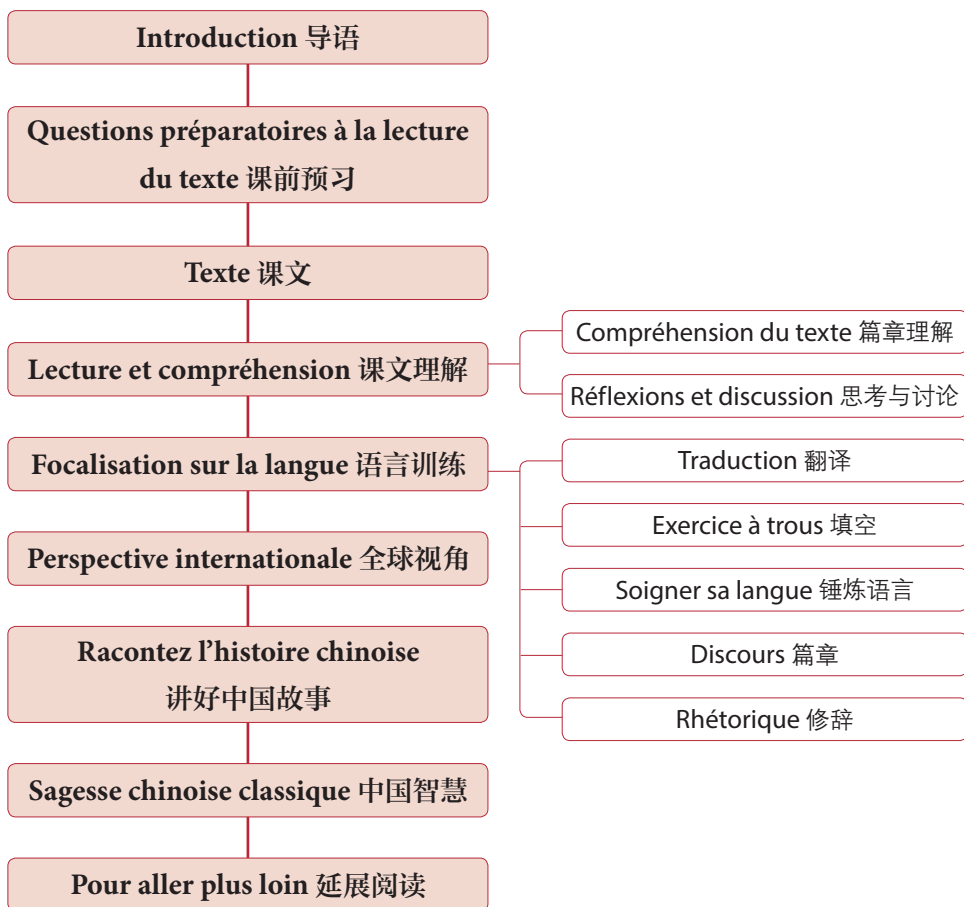 Introduction 导语
Questions préparatoires à la lecture
du texte 课前预习
Texte 课文
Lecture et compréhension 课文理解
Compréhension du texte 篇章理解
Réflexions et discussion 思考与讨论
Focalisation sur la langue 语言训练
Traduction 翻译
Exercice à trous 填空
Soigner sa langue 锤炼语言
Discours 篇章
Rhétorique 修辞
Perspective internationale 全球视角
Racontez l’histoire chinoise
讲好中国故事
Sagesse chinoise classique 中国智慧
Pour aller plus loin 延展阅读